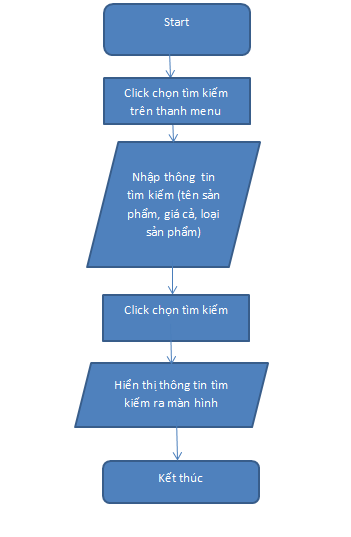 Start
Click chọn tìm kiếm
trên thanh menu
Nhập thông tin
tìm kiếm (tên sản
phẩm, giá cả, loại
sản phẩm)
Click chọn tìm kiếm
Hiển thị thông tin tìm
kiếm ra màn hình
Kết thúc